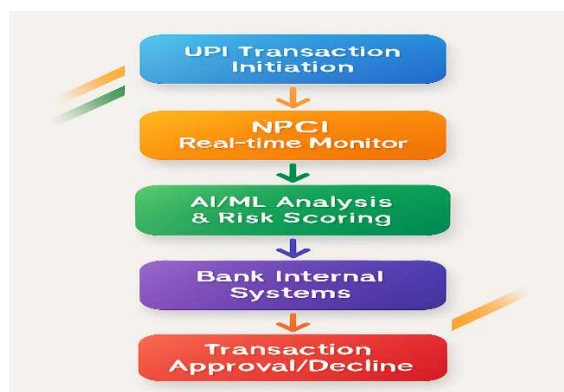 UPI Transaction
Initiation
NPCI
Real-time Monitor
AI/ML Analysis
& Risk Scoring
Bank Internal
Systems
Transaction
Approval/Decline